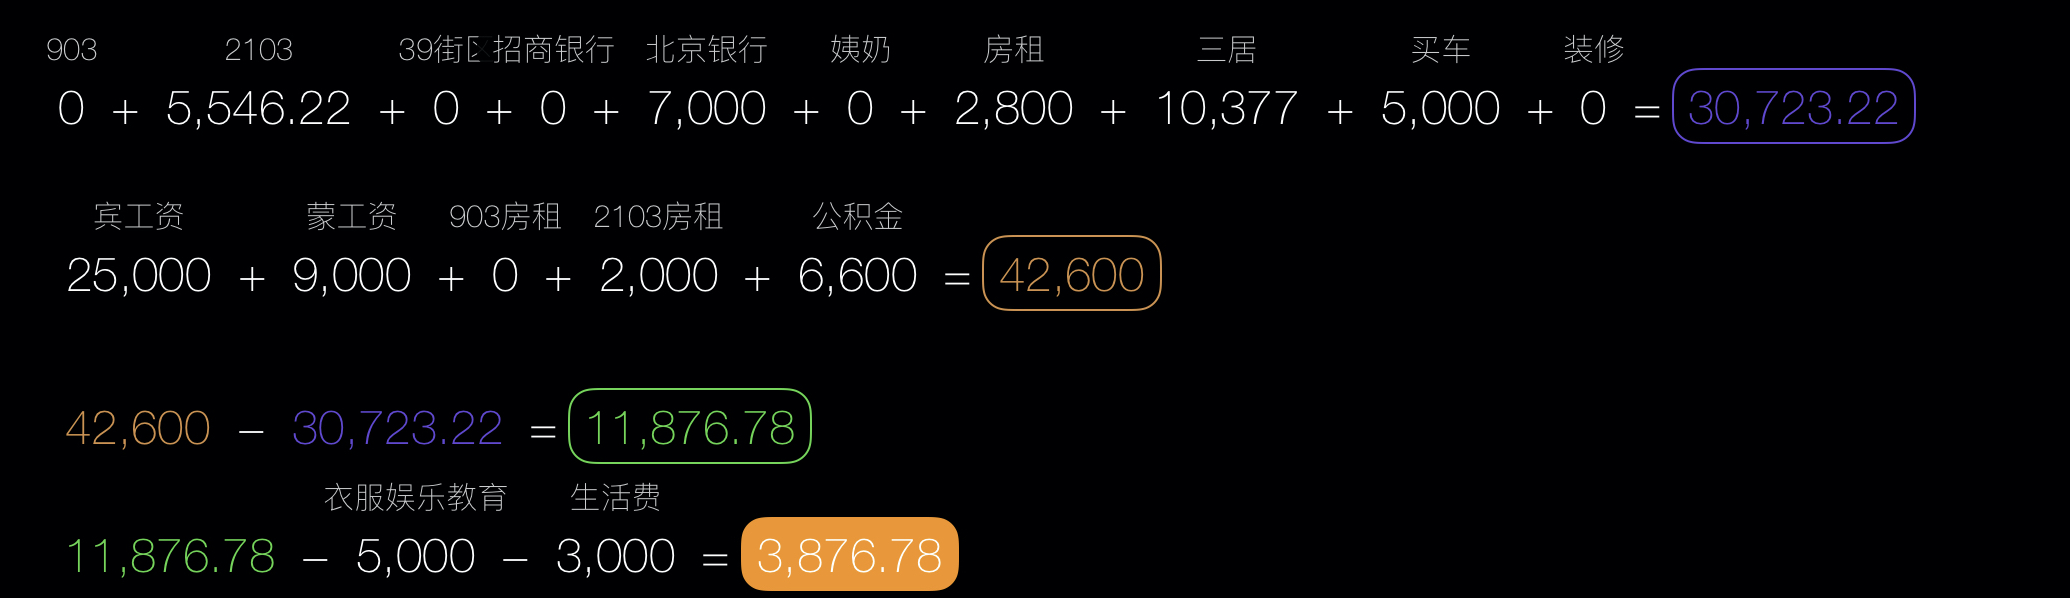 903 2103 39街区招商银行 北京银行 姨奶 房租 三居 买车 装修
0 + 5,546.22 + 0 + 0 + 7,000 + 0 + 2,800 + 10,377 + 5,000 + 0 = 30,723.22
宾工资 蒙工资 903房租 2103房租 公积金
25,000 + 9,000 + 0 + 2,000 + 6,600 = 42,600
42,600 − 30,723.22 = 11,876.78
衣服娱乐教育 生活费
11,876.78 − 5,000 − 3,000 = 3,876.78